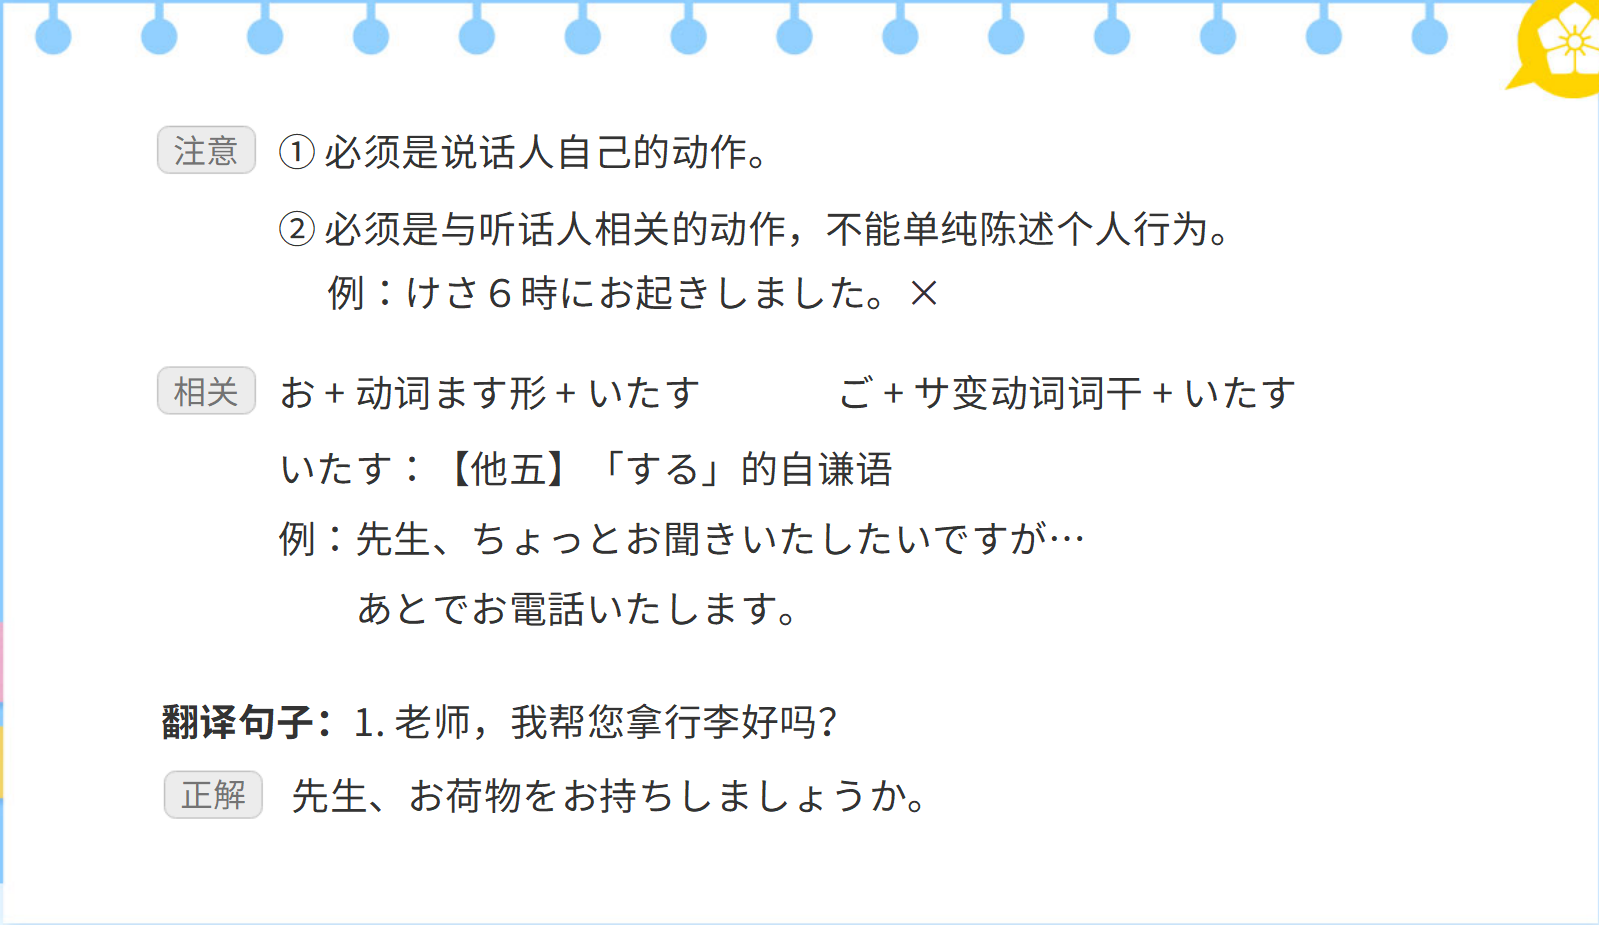 注意 ① 必须是说话人自己的动作。
② 必须是与听话人相关的动作，不能单纯陈述个人行为。
例：けさ６時にお起きしました。×
相关 お + 动词ます形 + いたす ご + サ变动词词干 + いたす
いたす：【他五】「する」的自谦语
例：先生、ちょっとお聞きいたしたいですが…
あとでお電話いたします。
翻译句子：1. 老师，我帮您拿行李好吗？
正解 先生、お荷物をお持ちしましょうか。